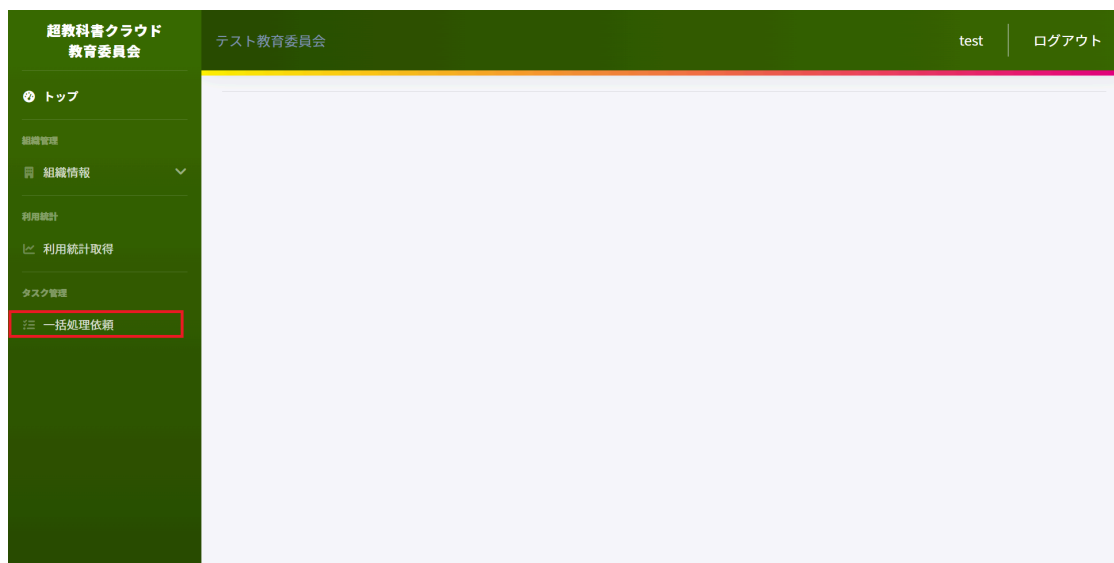 超教科書クラウド
教育委員会
テスト教育委員会
test
ログアウト
トップ
組織管理
組織情報
利用統計
利用統計取得
タスク管理
一括処理依頼